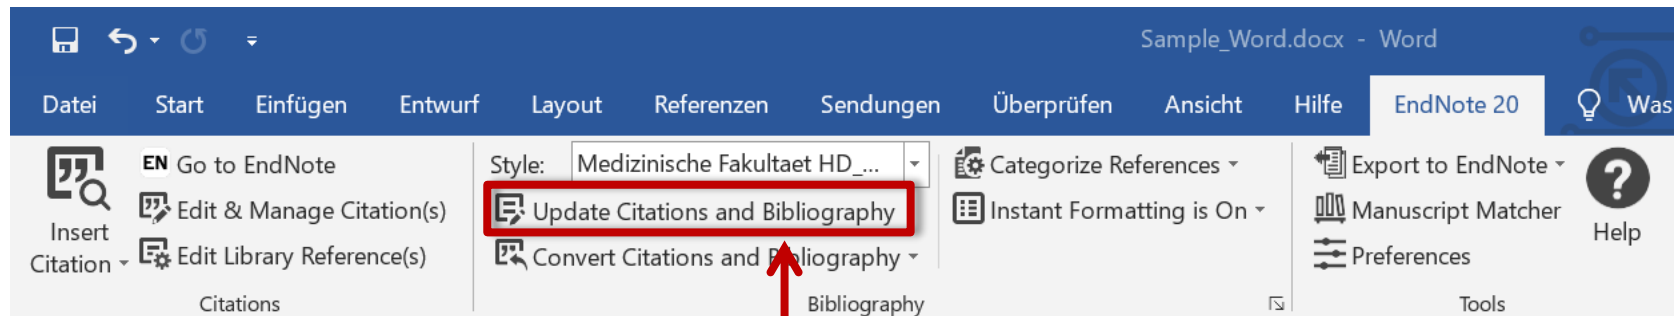 Sample_Word.docx - Word
Datei Start Einfügen Entwurf Layout Referenzen Sendungen Überprüfen Ansicht Hilfe EndNote 20 Was
EN Go to EndNote Style: Medizinische Fakultaet HD_... Categorize References Export to EndNote
Edit & Manage Citation(s) Update Citations and Bibliography Instant Formatting is On Manuscript Matcher
Insert Citation Edit Library Reference(s) Convert Citations and Bibliography Preferences Help
Citations Bibliography Tools